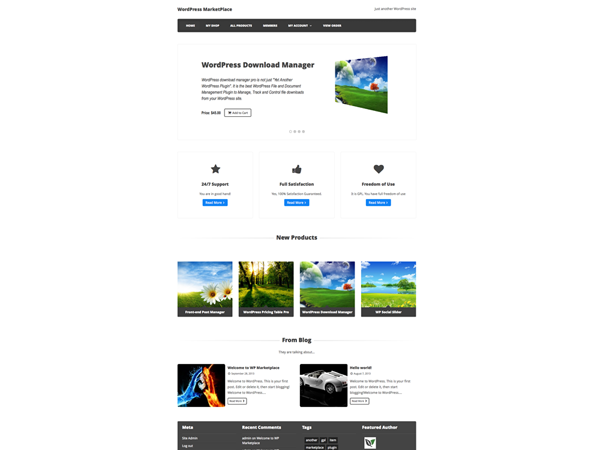 WordPress MarketPlace
Just another WordPress site
HOME MY SHOP ALL PRODUCTS MEMBERS MY ACCOUNT VIEW ORDER
WordPress Download Manager
WordPress download manager pro is not just "Yet Another
WordPress Plugin". It is the best WordPress File and Document
Management Plugin to Manage, Track and Control file downloads
from your WordPress site.
Price $45.00 Add to Cart
24/7 Support
You are in good hand!
Read More
Full Satisfaction
Yes, 100% Satisfaction Guaranteed.
Read More
Freedom of Use
It is GPL. You have full freedom of use.
Read More
New Products
Front-end Post Manager
WordPress Pricing Table Pro
WordPress Download Manager
WP Social Slider
From Blog
They are talking about...
Welcome to WP Marketplace
Welcome to WordPress. This is your first
post. Edit or delete it, then start blogging!
Welcome to WordPress....
Read More
Hello world!
Welcome to WordPress. This is your first
post. Edit or delete it, then start
blogging!Welcome to WordPress....
Read More
Meta
Site Admin
Log out
Recent Comments
admin on Welcome to WP
Marketplace
Tags
another gpl item
marketplace plugin
Featured Author